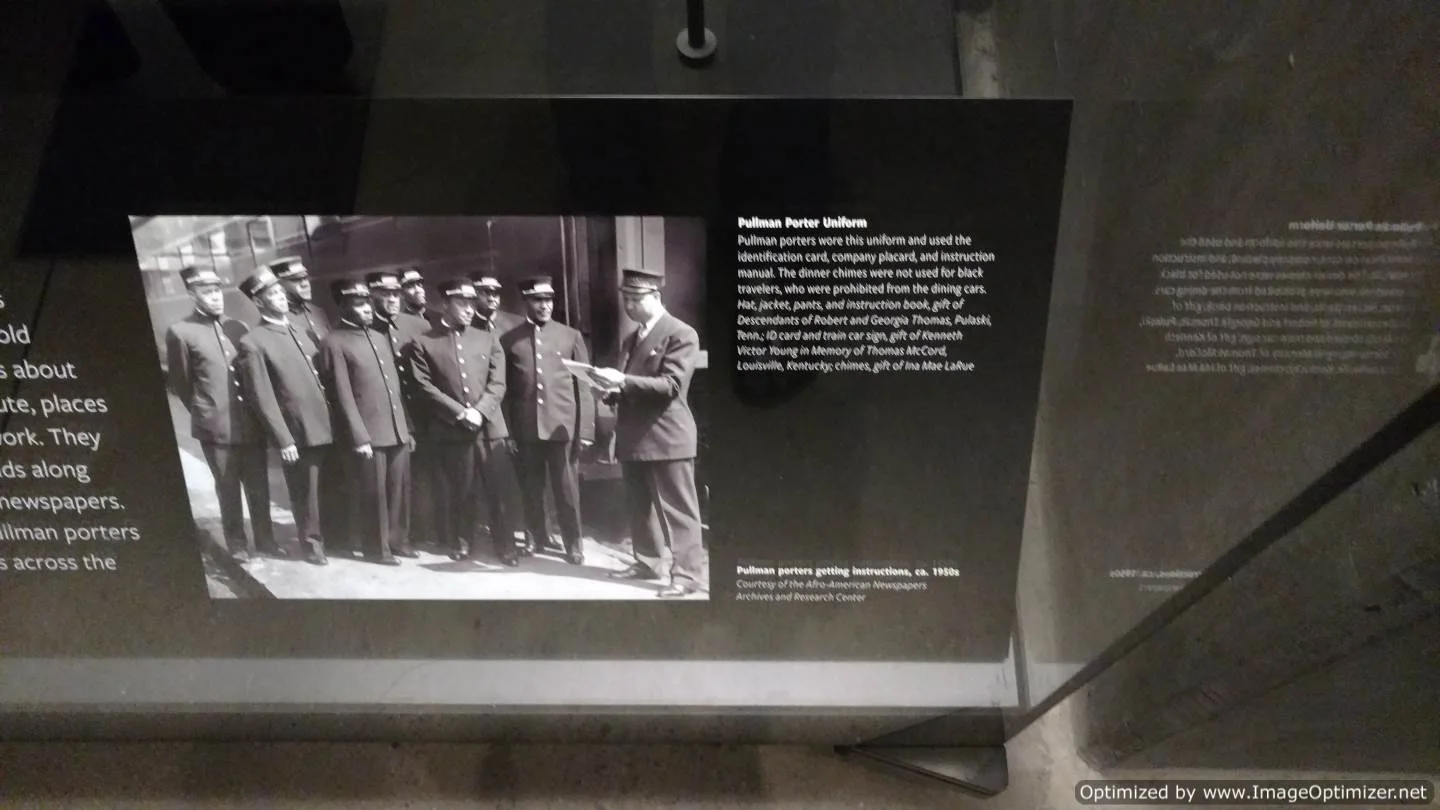 s
old
s about
ute, places
work. They
ds along
newspapers.
ullman porters
s across the
Pullman Porter Uniform
Pullman porters wore this uniform and used the
identification card, company placard, and instruction
manual. The dinner chimes were not used for black
travelers, who were prohibited from the dining cars.
Hat, jacket, pants, and instruction book, gift of
Descendants of Robert and Georgia Thomas, Pulaski,
Tenn.; ID card and train car sign, gift of Kenneth
Victor Young in Memory of Thomas McCord,
Louisville, Kentucky; chimes, gift of Ina Mae LaRue
Pullman porters getting instructions, ca. 1950s
Courtesy of the Afro-American Newspapers
Archives and Research Center
Optimized by www.ImageOptimizer.net